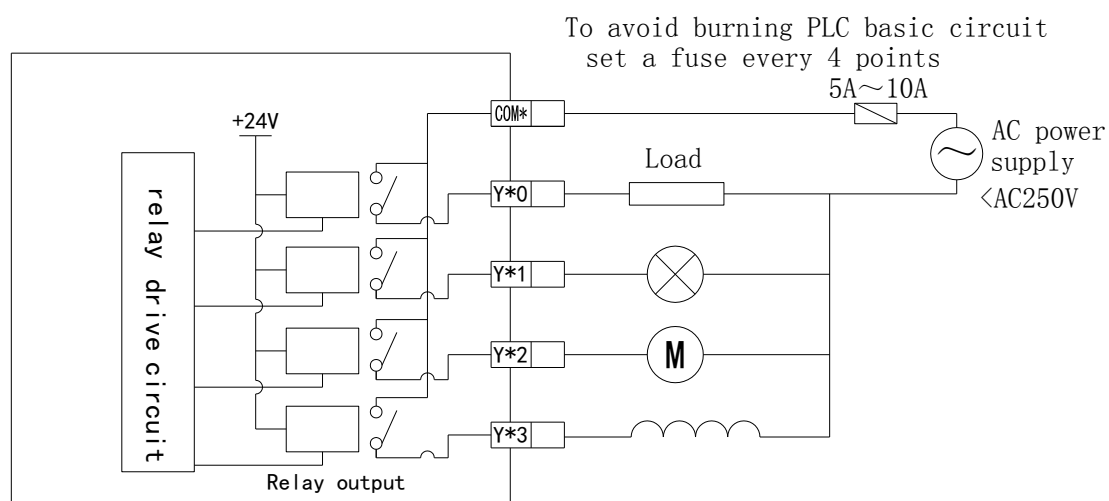 To avoid burning PLC basic circuit
set a fuse every 4 points
5A～10A
COM*
+24V
AC power
supply
<AC250V
Load
Y*0
relay drive circuit
Y*1
Y*2
M
Y*3
Relay output